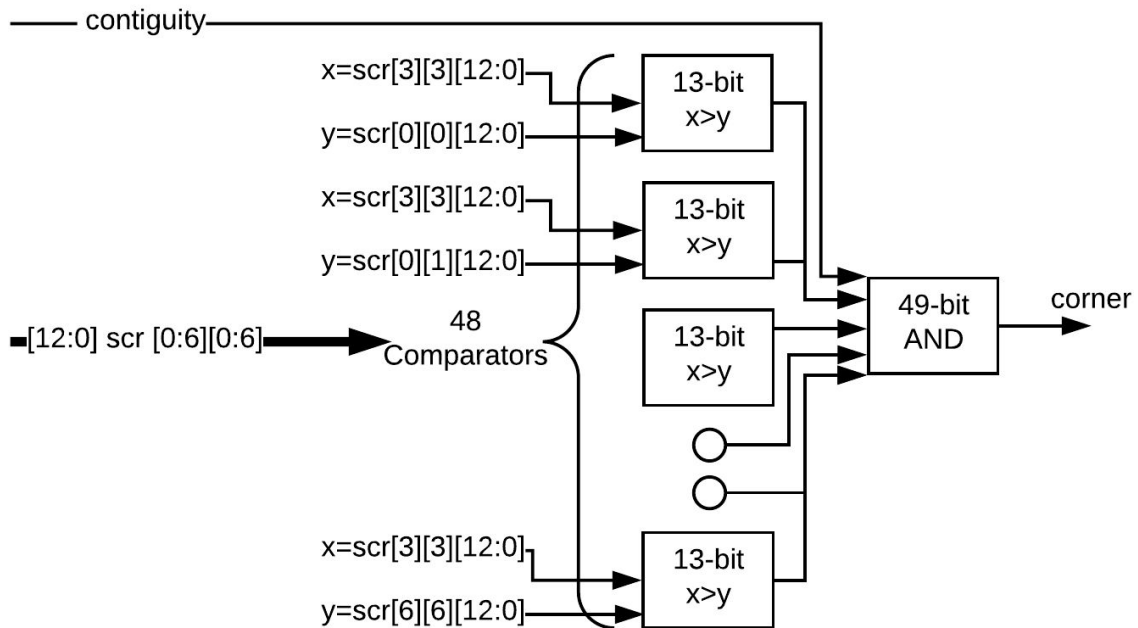 contiguity
x=scr[3][3][12:0]
y=scr[0][0][12:0]
13-bit
x>y
x=scr[3][3][12:0]
y=scr[0][1][12:0]
13-bit
x>y
[12:0] scr [0:6][0:6]
48
Comparators
13-bit
x>y
49-bit
AND
corner
x=scr[3][3][12:0]
y=scr[6][6][12:0]
13-bit
x>y